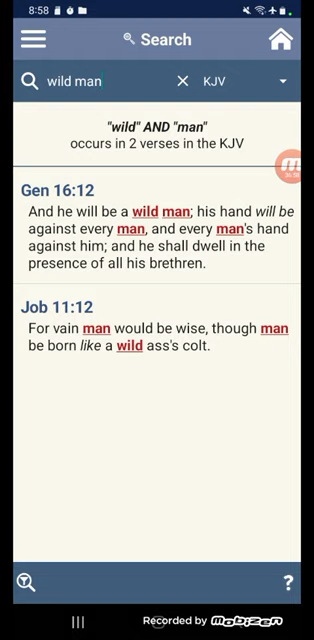 8:58
Search
wild man KJV
"wild" AND "man"
occurs in 2 verses in the KJV
Gen 16:12
And he will be a wild man; his hand will be
against every man, and every man's hand
against him; and he shall dwell in the
presence of all his brethren.
Job 11:12
For vain man would be wise, though man
be born like a wild ass's colt.
?
Recorded by mobizen